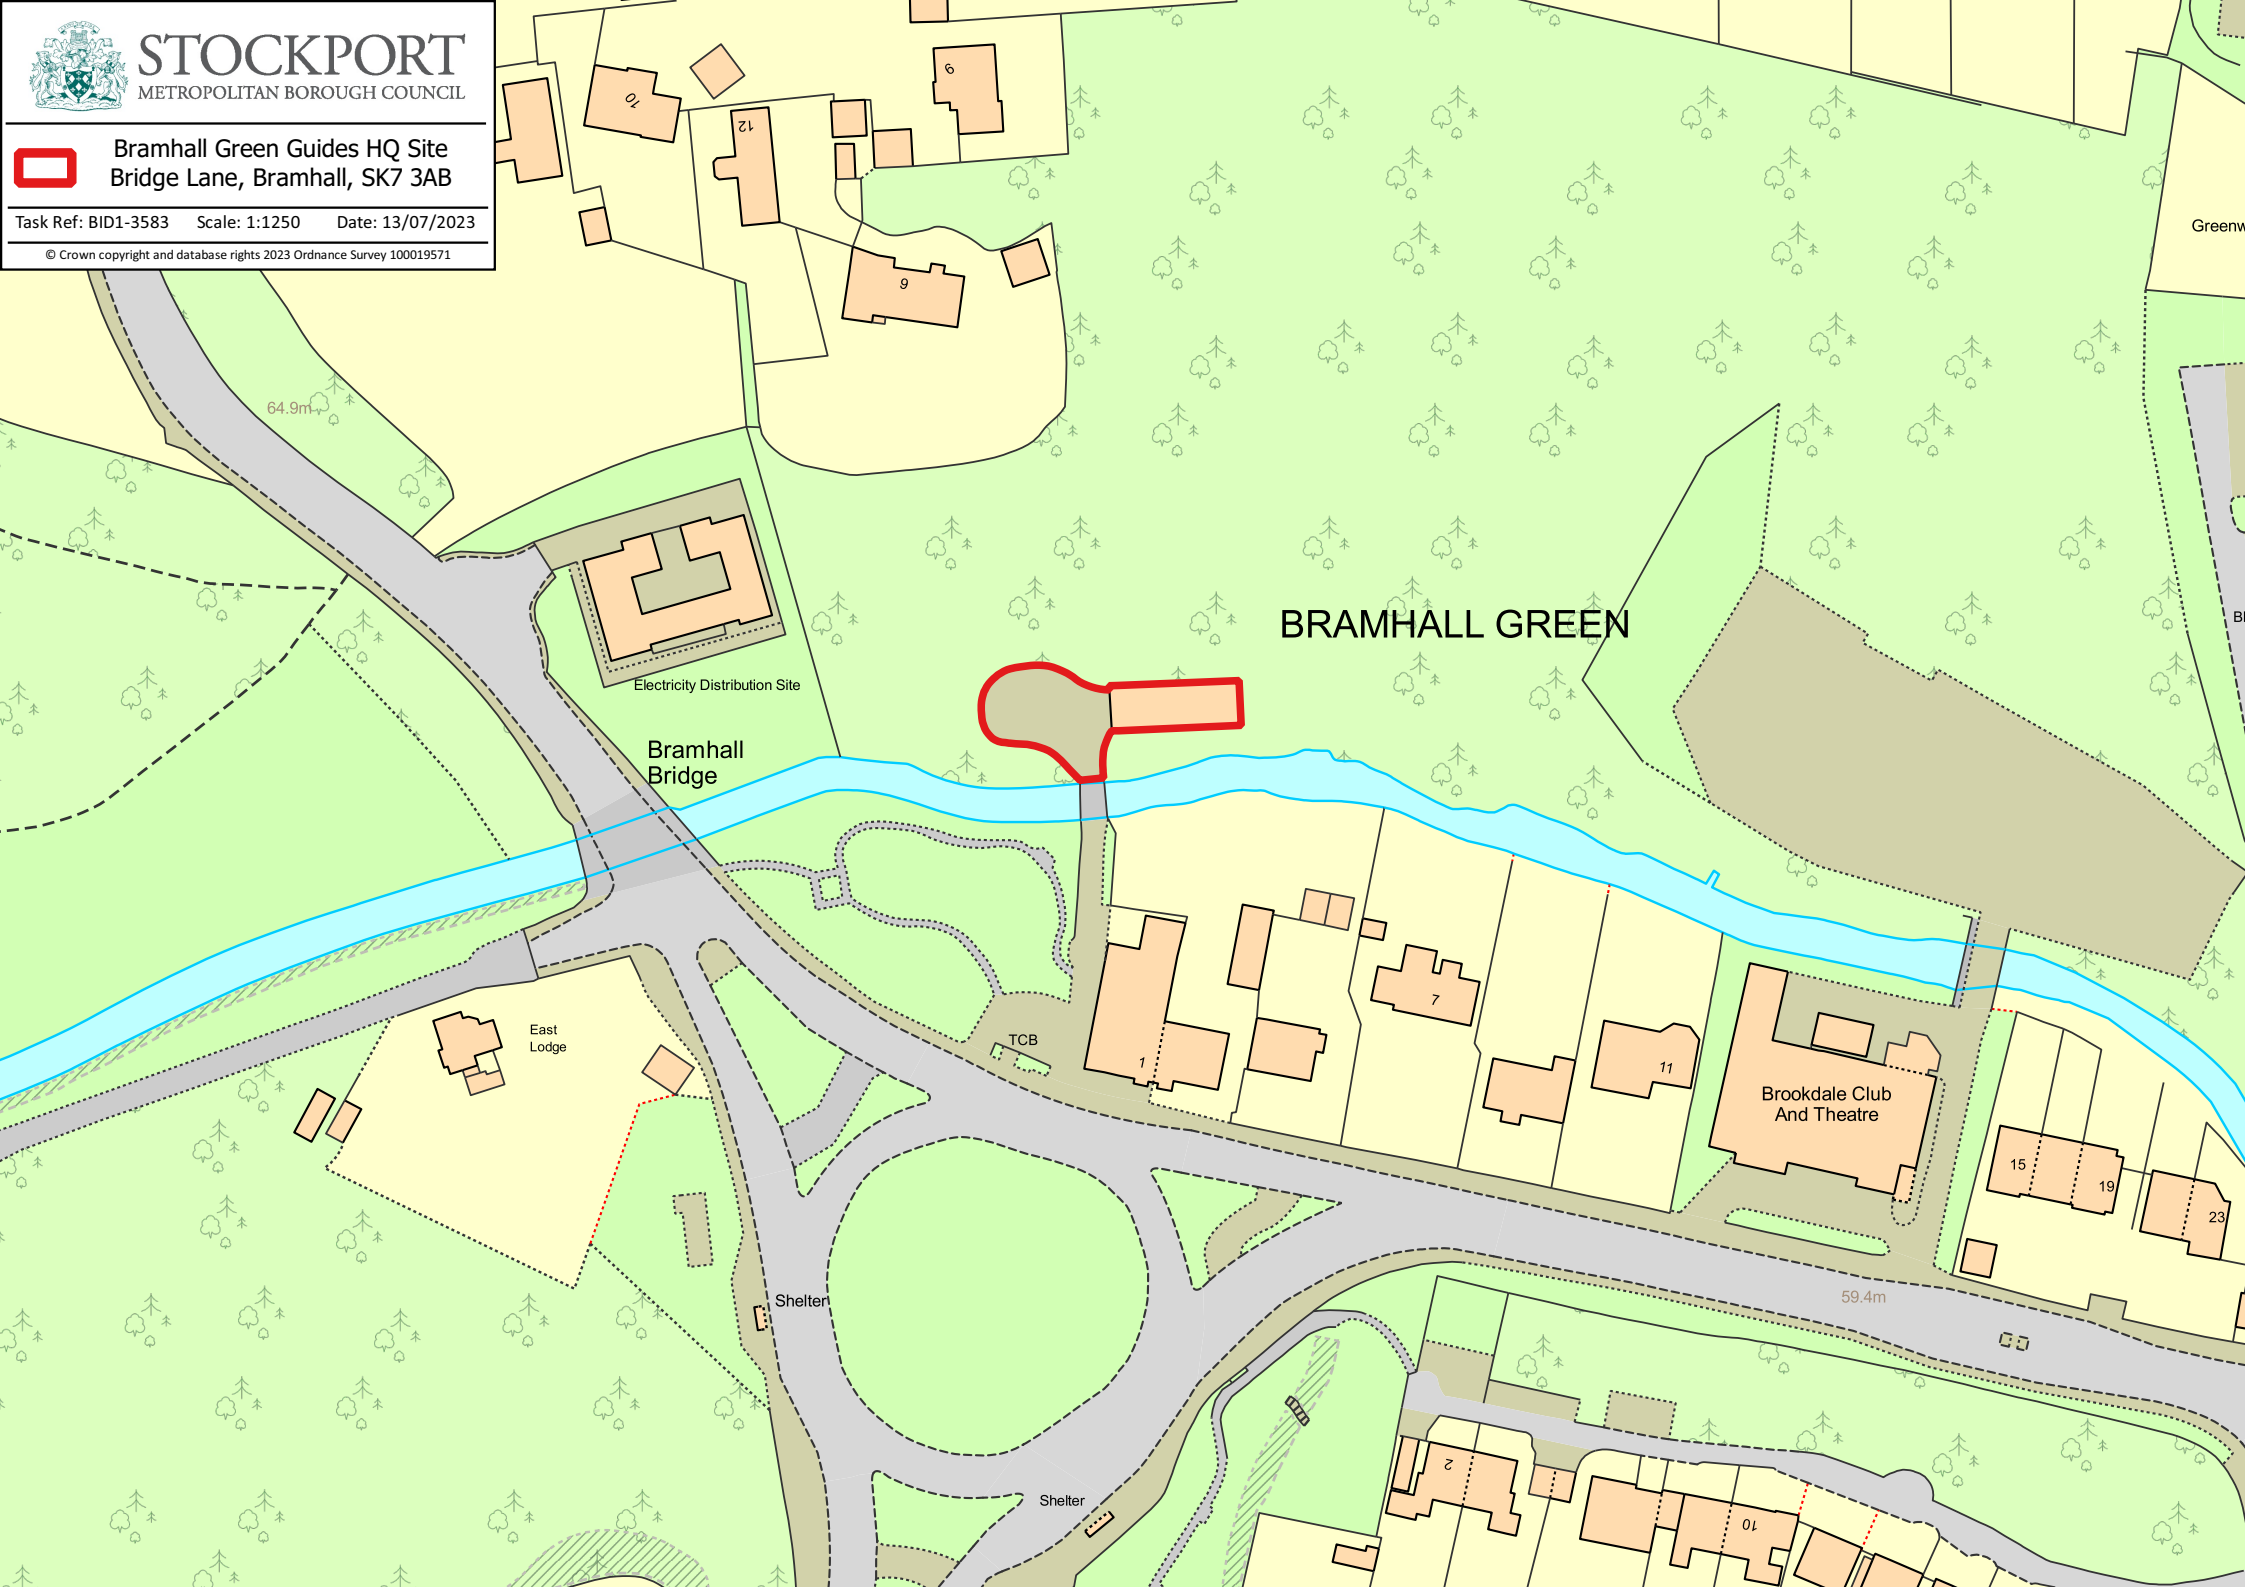 STOCKPORT
METROPOLITAN BOROUGH COUNCIL
Bramhall Green Guides HQ Site
Bridge Lane, Bramhall, SK7 3AB
Task Ref: BID1-3583 Scale: 1:1250 Date: 13/07/2023
© Crown copyright and database rights 2023 Ordnance Survey 100019571
10
12
9
9
Greenw
64.9m
BRAMHALL GREEN
Electricity Distribution Site
Bramhall
Bridge
East
Lodge
TCB
1
7
11
Brookdale Club
And Theatre
15
19
23
Shelter
59.4m
Shelter
2
10